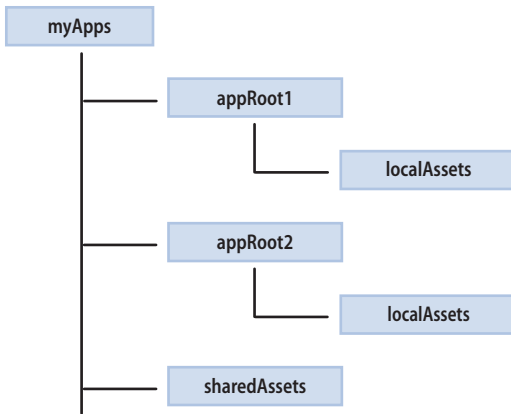 myApps
appRoot1
localAssets
appRoot2
localAssets
sharedAssets